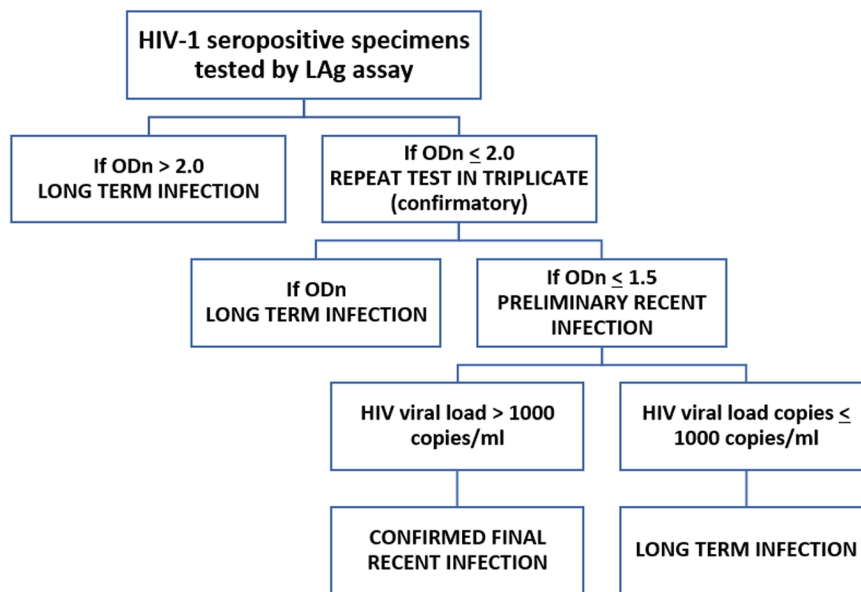 HIV-1 seropositive specimens
tested by LAg assay
If ODn > 2.0
LONG TERM INFECTION
If ODn ≤ 2.0
REPEAT TEST IN TRIPLICATE
(confirmatory)
If ODn
LONG TERM INFECTION
If ODn ≤ 1.5
PRELIMINARY RECENT
INFECTION
HIV viral load > 1000
copies/ml
HIV viral load copies ≤
1000 copies/ml
CONFIRMED FINAL
RECENT INFECTION
LONG TERM INFECTION